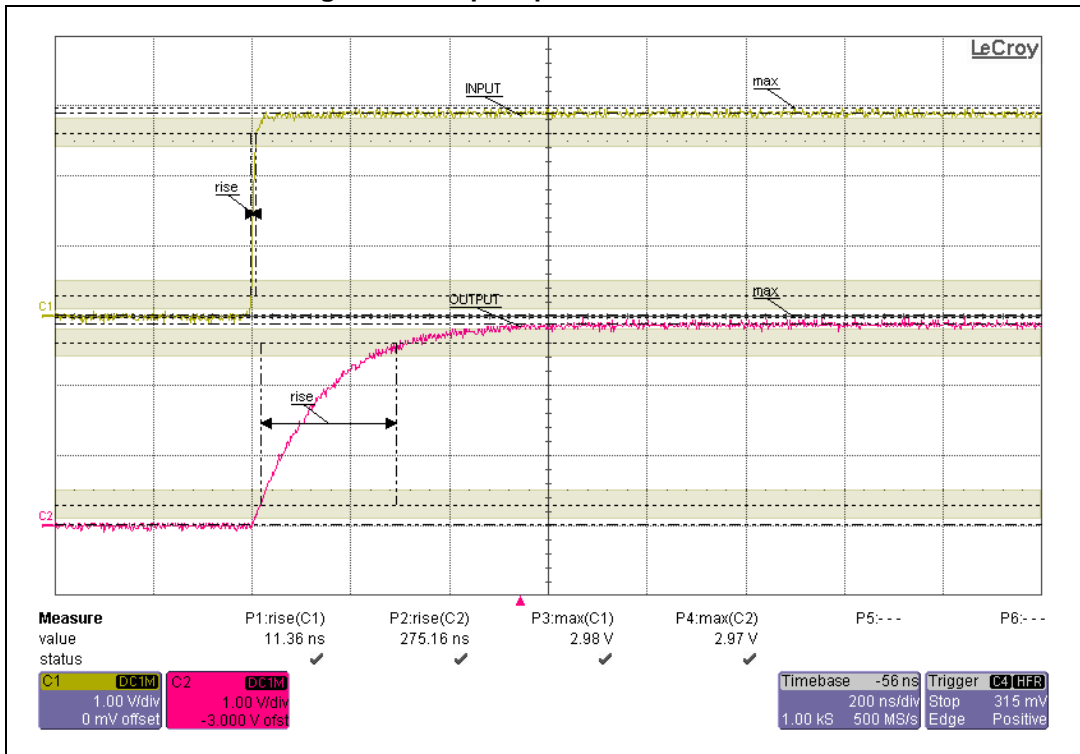 LeCroy
INPUT
max
rise
C1
OUTPUT
max
rise
C2
Measure P1:rise(C1) P2:rise(C2) P3:max(C1) P4:max(C2) P5:- - - P6:- - -
value 11.36 ns 275.16 ns 2.98 V 2.97 V
status ✓ ✓ ✓ ✓
C1 DC1M C2 DC1M Timebase -56 ns Trigger C4 HFR
1.00 V/div 1.00 V/div 200 ns/div Stop 315 mV
0 mV offset -3.000 V ofst 1.00 kS 500 MS/s Edge Positive